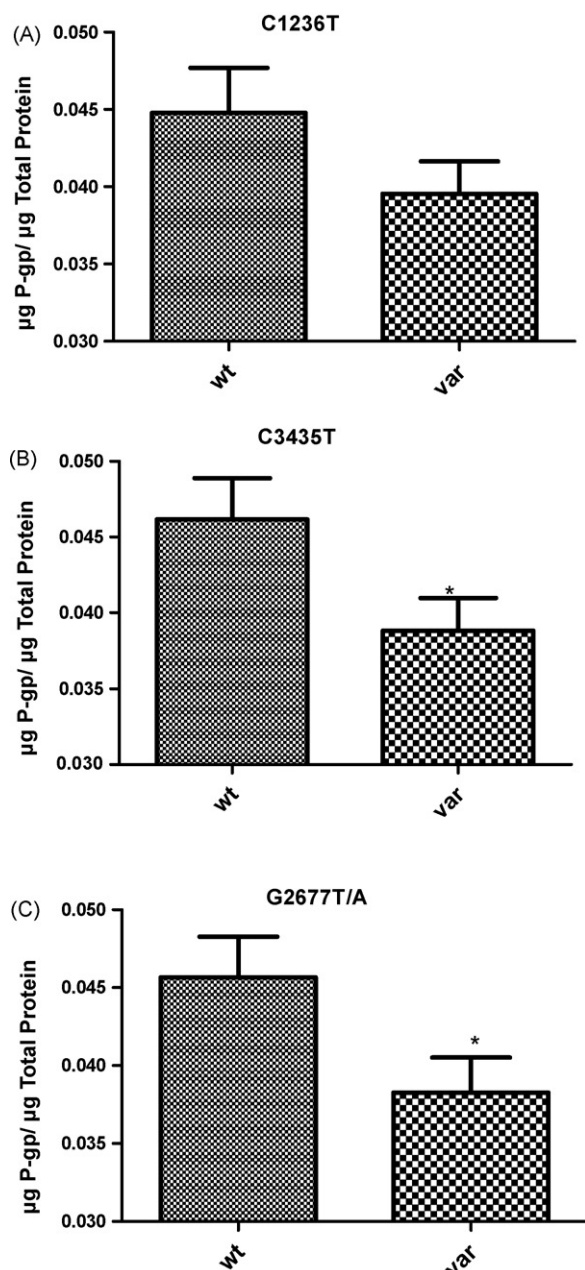 (A)
C1236T
µg P-gp/ µg Total Protein
0.050
0.045
0.040
0.035
0.030
wt
var
(B)
C3435T
µg P-gp/ µg Total Protein
0.050
0.045
0.040
0.035
0.030
*
wt
var
(C)
G2677T/A
µg P-gp/ µg Total Protein
0.050
0.045
0.040
0.035
0.030
*
wt
var